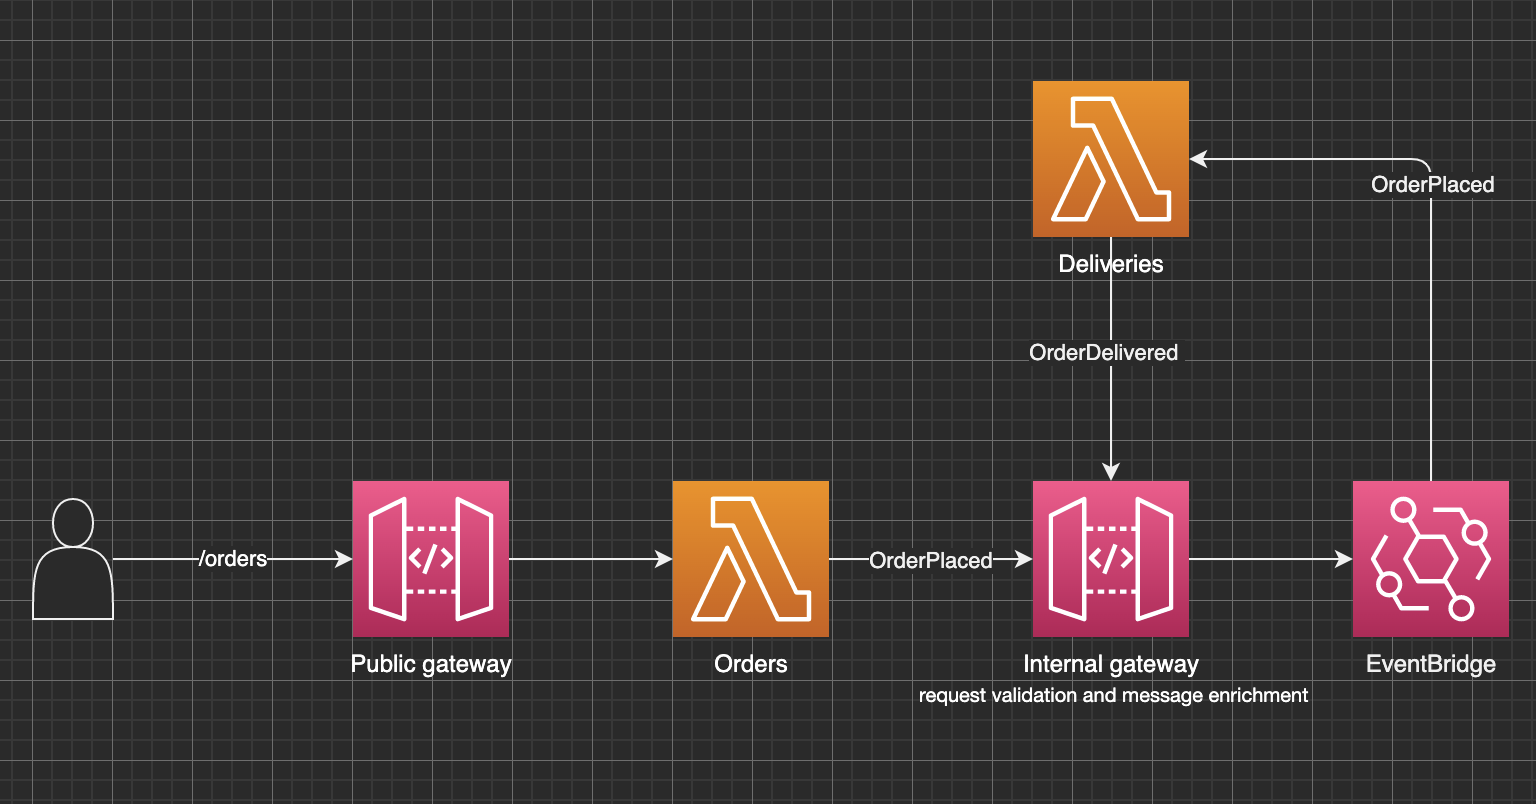 OrderPlaced
Deliveries
OrderDelivered
/orders
OrderPlaced
Public gateway
Orders
Internal gateway
request validation and message enrichment
EventBridge